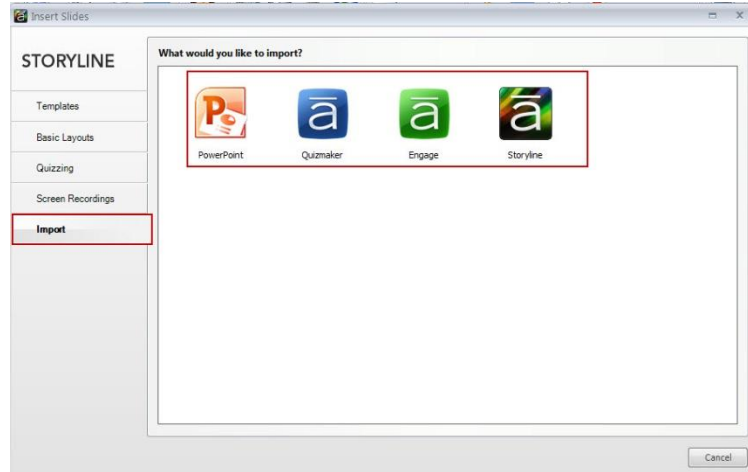 Insert Slides
STORYLINE
What would you like to import?
Templates
Basic Layouts
Quizzing
Screen Recordings
Import
PowerPoint
Quizmaker
Engage
Storyline
Cancel